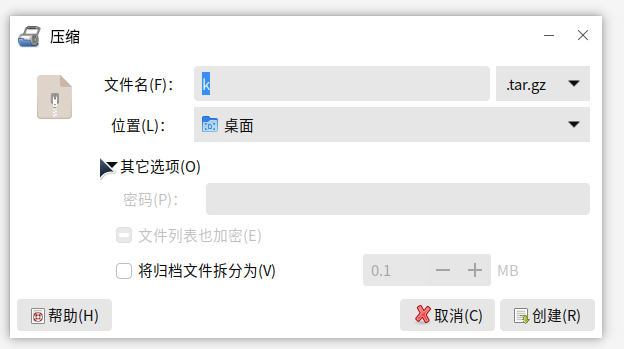 压缩
文件名(F)： k .tar.gz
位置(L)： 桌面
其它选项(O)
密码(P)：
文件列表也加密(E)
将归档文件拆分为(V) 0.1 MB
帮助(H) 取消(C) 创建(R)